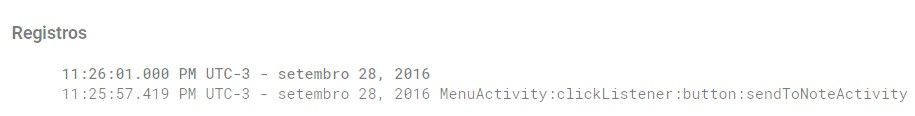 Registros
11:26:01.000 PM UTC-3 - setembro 28, 2016
11:25:57.419 PM UTC-3 - setembro 28, 2016 MenuActivity:clickListener:button:sendToNoteActivity